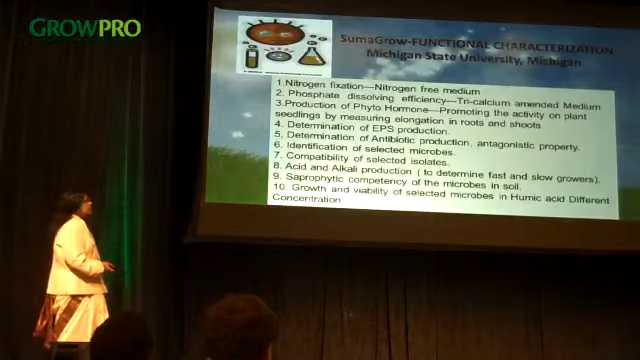 GROWPRO
SumaGrow-FUNCTIONAL CHARACTERIZATION
Michigan State University, Michigan
1.Nitrogen fixation—Nitrogen free medium
2. Phosphate dissolving efficiency—Tri-calcium amended Medium
3.Production of Phyto Hormone—Promoting the activity on plant
seedlings by measuring elongation in roots and shoots
4. Determination of EPS production.
5, Determination of Antibiotic production, antagonistic property.
6. Identification of selected microbes.
7. Compatibility of selected isolates.
8. Acid and Alkali production ( to determine fast and slow growers).
9. Saprophytic competency of the microbes in soil.
10. Growth and viability of selected microbes in Humic acid Different
Concentration